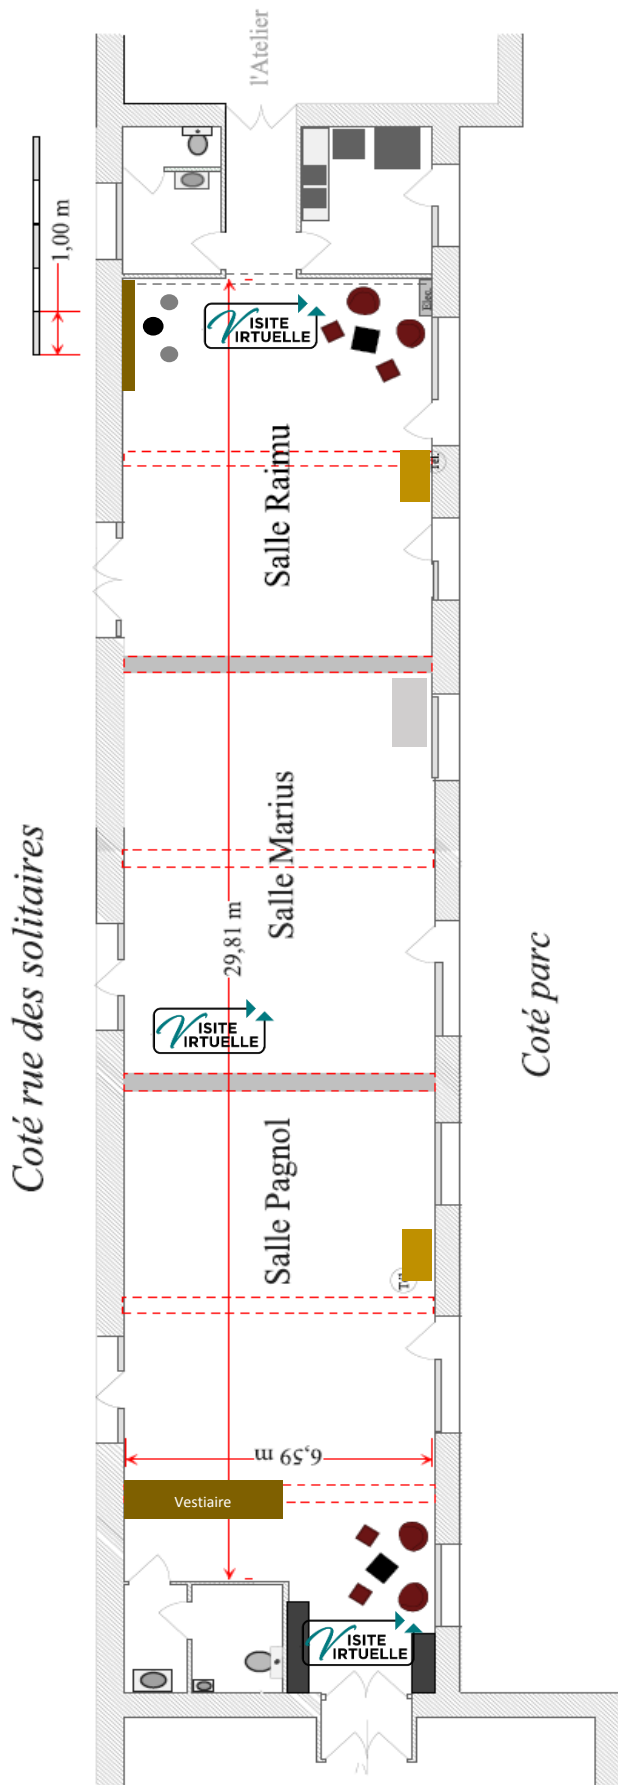 l'Atelier
1,00 m
Elec.
VISITE
VIRTUELLE
Salle Raimu
Tél.
Salle Marius
Coté rue des solitaires
29,81 m
Coté parc
VISITE
VIRTUELLE
Salle Pagnol
6,59 m
Vestiaire
VISITE
VIRTUELLE